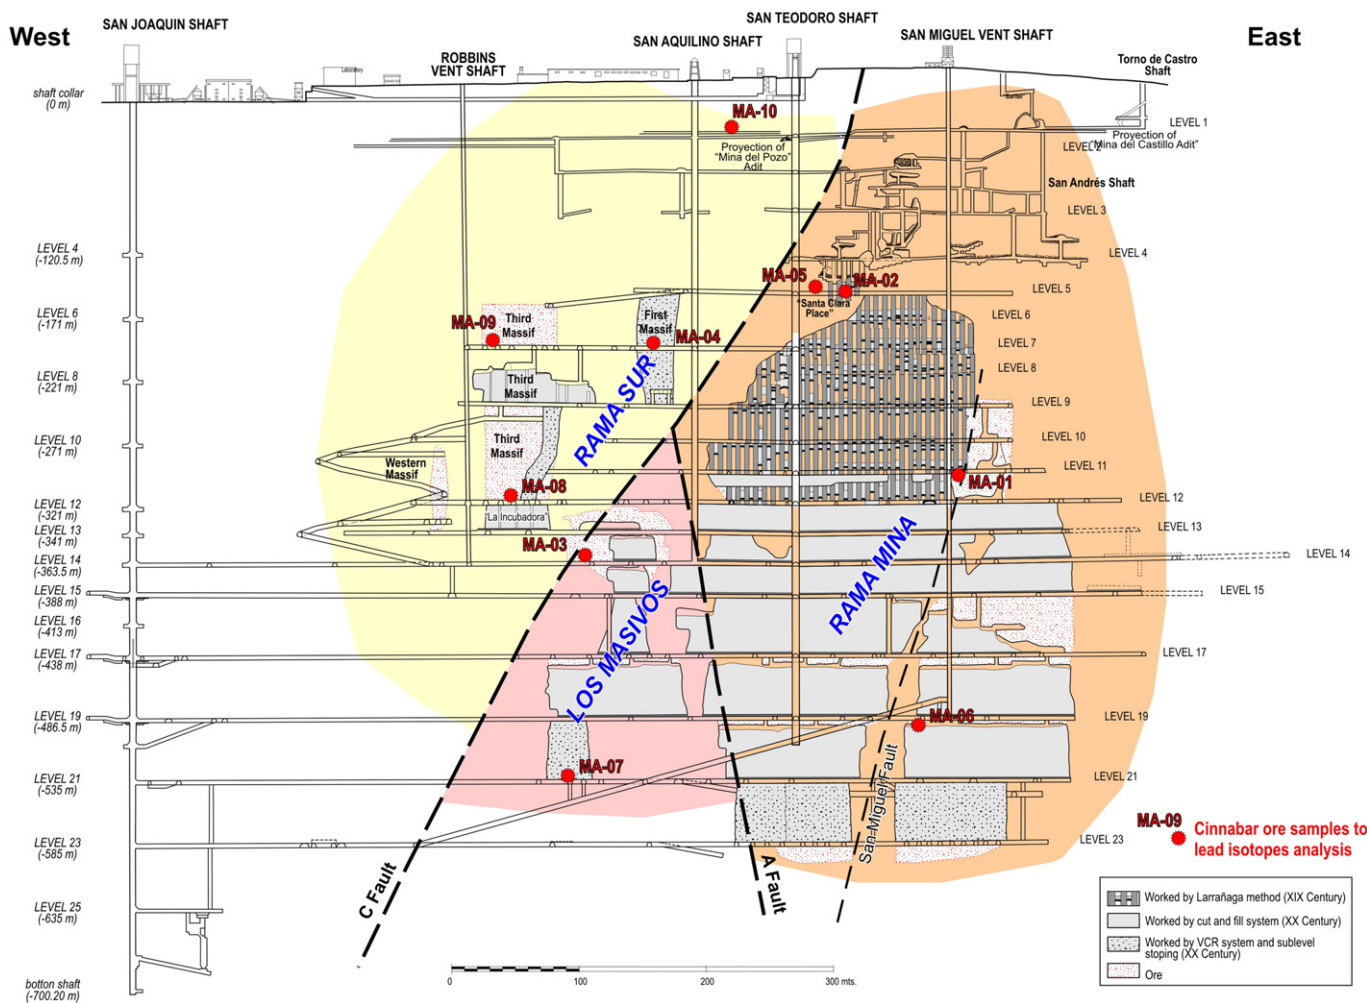 West
SAN JOAQUIN SHAFT
ROBBINS
VENT SHAFT
SAN AQUILINO SHAFT
SAN TEODORO SHAFT
SAN MIGUEL VENT SHAFT
East
Torno de Castro
Shaft
shaft collar
(0 m)
Laboratory
MA-10
Proyection of
"Mina del Pozo"
Adit
LEVEL 1
Proyection of
"Mina del Castillo Adit"
LEVEL 2
San Andrés Shaft
LEVEL 3
LEVEL 4
(-120.5 m)
LEVEL 4
MA-05
MA-02
"Santa Clara
Place"
LEVEL 5
LEVEL 6
(-171 m)
LEVEL 6
MA-09
Third
Massif
First
Massif
MA-04
LEVEL 7
LEVEL 8
(-221 m)
LEVEL 8
Third
Massif
RAMA SUR
LEVEL 9
LEVEL 10
(-271 m)
LEVEL 10
Third
Massif
Western
Massif
LEVEL 11
MA-01
MA-08
LEVEL 12
(-321 m)
LEVEL 12
"La Incubadora"
LEVEL 13
(-341 m)
LEVEL 13
MA-03
LEVEL 14
(-363.5 m)
LEVEL 14
RAMA MINA
LEVEL 15
(-388 m)
LEVEL 15
LEVEL 16
(-413 m)
LOS MASIVOS
LEVEL 17
(-438 m)
LEVEL 17
LEVEL 19
(-486.5 m)
LEVEL 19
MA-06
MA-07
LEVEL 21
(-535 m)
LEVEL 21
San Miguel Fault
LEVEL 23
(-585 m)
LEVEL 23
C Fault
A Fault
LEVEL 25
(-635 m)
botton shaft
(-700.20 m)
0
100
200
300 mts.
MA-09
Cinnabar ore samples to
lead isotopes analysis
Worked by Larrañaga method (XIX Century)
Worked by cut and fill system (XX Century)
Worked by VCR system and sublevel
stoping (XX Century)
Ore